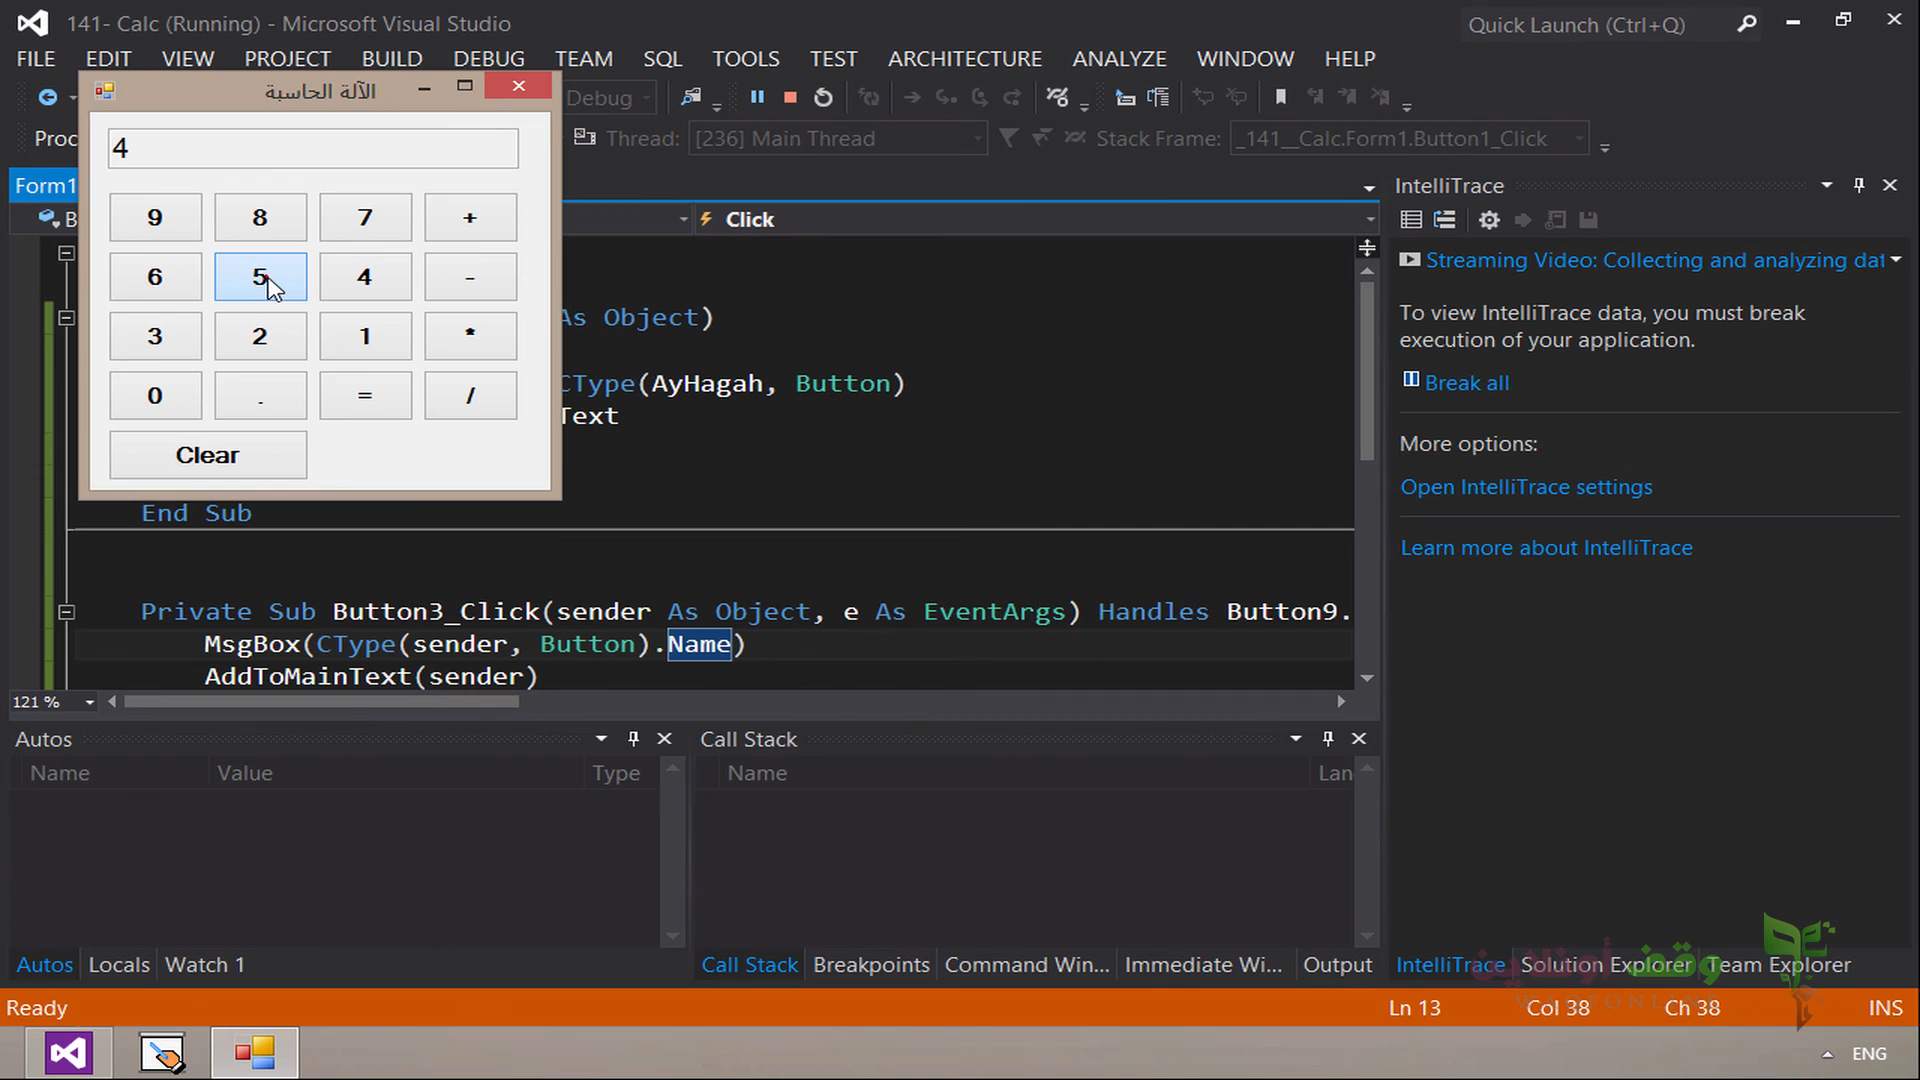 141- Calc (Running) - Microsoft Visual Studio
Quick Launch (Ctrl+Q)
FILE EDIT VIEW PROJECT BUILD DEBUG TEAM SQL TOOLS TEST ARCHITECTURE ANALYZE WINDOW HELP
الآلة الحاسبة
Debug
Proc
Thread: [236] Main Thread
Stack Frame: _141__Calc.Form1.Button1_Click
4
Form1
B
Click
9 8 7 +
6 5 4 -
3 2 1 *
0 . = /
Clear
As Object)
CType(AyHagah, Button)
Text
End Sub
Private Sub Button3_Click(sender As Object, e As EventArgs) Handles Button9.
MsgBox(CType(sender, Button).Name)
AddToMainText(sender)
121 %
IntelliTrace
Streaming Video: Collecting and analyzing dat
To view IntelliTrace data, you must break
execution of your application.
Break all
More options:
Open IntelliTrace settings
Learn more about IntelliTrace
Autos
Name Value Type
Call Stack
Name Lan
Autos Locals Watch 1
Call Stack Breakpoints Command Win... Immediate Wi... Output
IntelliTrace Solution Explorer Team Explorer
وقف أونلاين
Ready
Ln 13 Col 38 Ch 38 INS
ENG